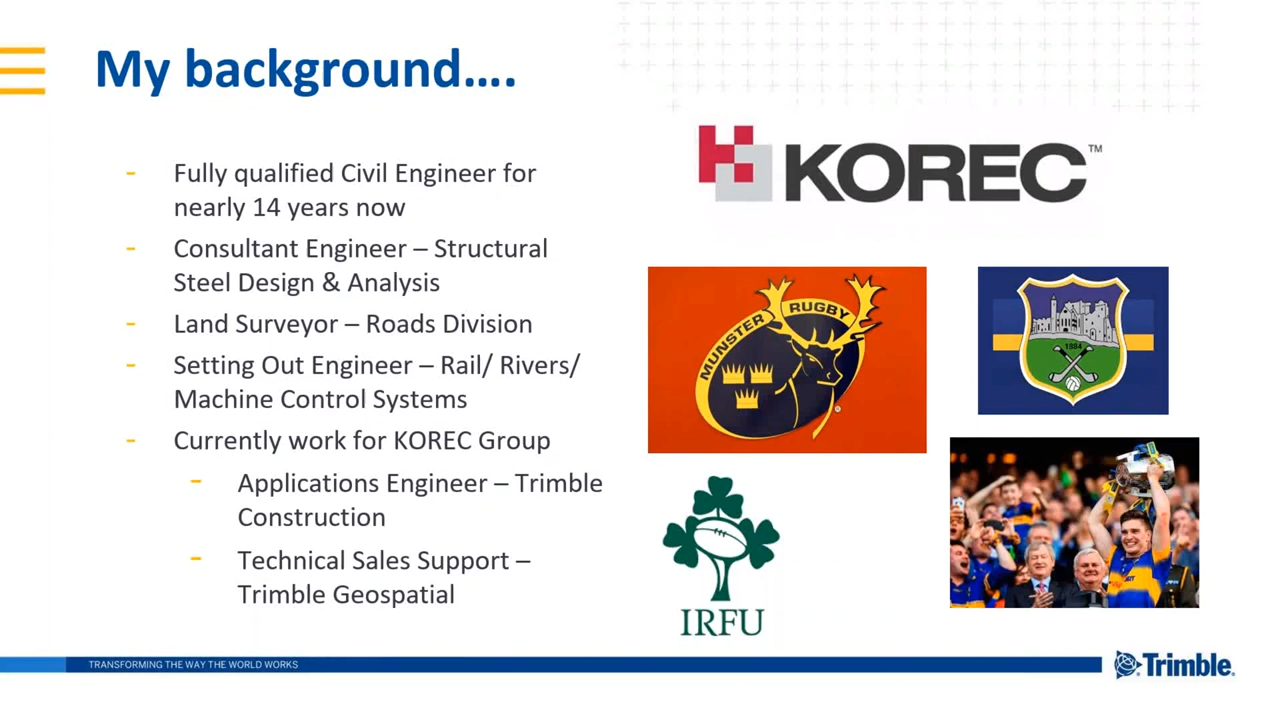 My background....
- Fully qualified Civil Engineer for
nearly 14 years now
- Consultant Engineer – Structural
Steel Design & Analysis
- Land Surveyor – Roads Division
- Setting Out Engineer – Rail/ Rivers/
Machine Control Systems
- Currently work for KOREC Group
- Applications Engineer – Trimble
Construction
- Technical Sales Support –
Trimble Geospatial
KOREC™
MUNSTER RUGBY
®
1884
IRFU
TRANSFORMING THE WAY THE WORLD WORKS
Trimble.